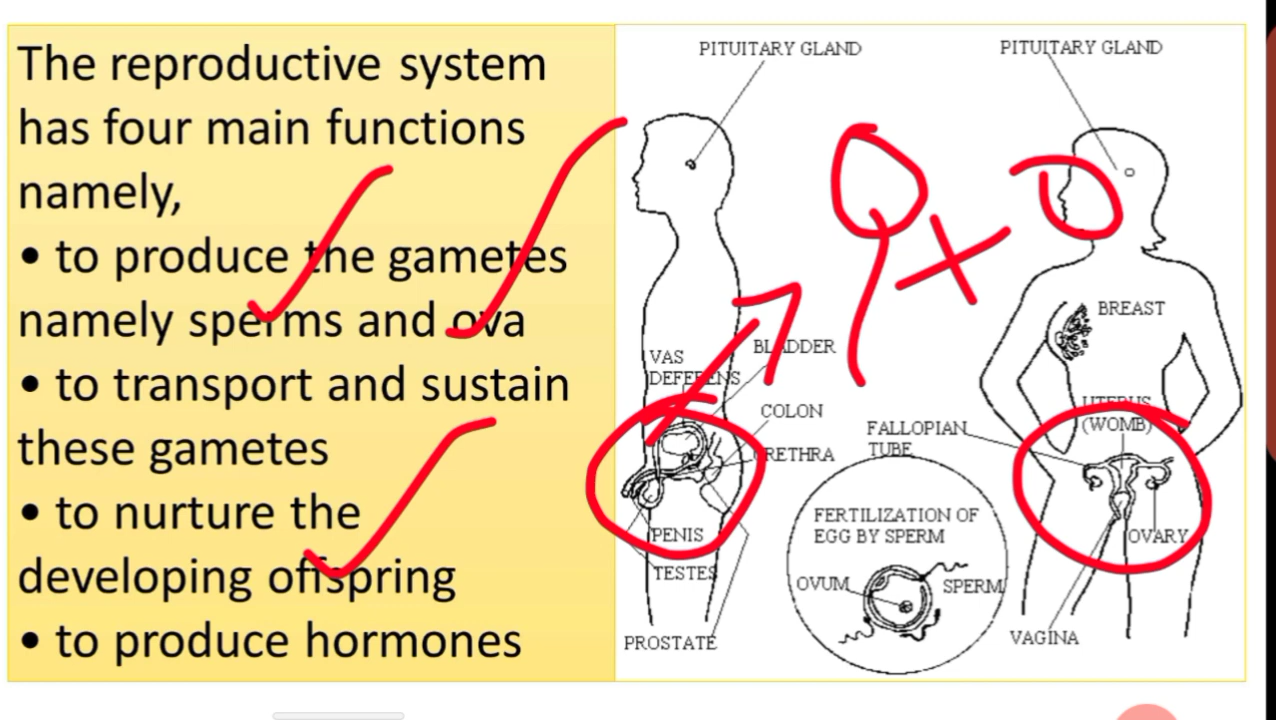 The reproductive system
has four main functions
namely,
• to produce the gametes
namely sperms and ova
• to transport and sustain
these gametes
• to nurture the
developing offspring
• to produce hormones
PITUITARY GLAND
VAS
DEFERENS
BLADDER
COLON
URETHRA
PENIS
TESTES
PROSTATE
PITUITARY GLAND
BREAST
UTERUS
(WOMB)
FALLOPIAN
TUBE
OVARY
VAGINA
FERTILIZATION OF
EGG BY SPERM
OVUM
SPERM